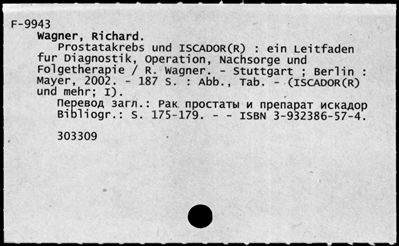 F-9943
Wagner, Richard.
Prostatakrebs und ISCADOR(R) : ein Leitfaden
fur Diagnostik, Operation, Nachsorge und
Folgetherapie / R. Wagner. - Stuttgart ; Berlin :
Mayer, 2002. - 187 S. : Abb., Tab. - (ISCADOR(R)
und mehr; I).
Перевод загл.: Рак простаты и препарат искадор
Bibliogr.: S. 175-179. - - ISBN 3-932386-57-4.
303309